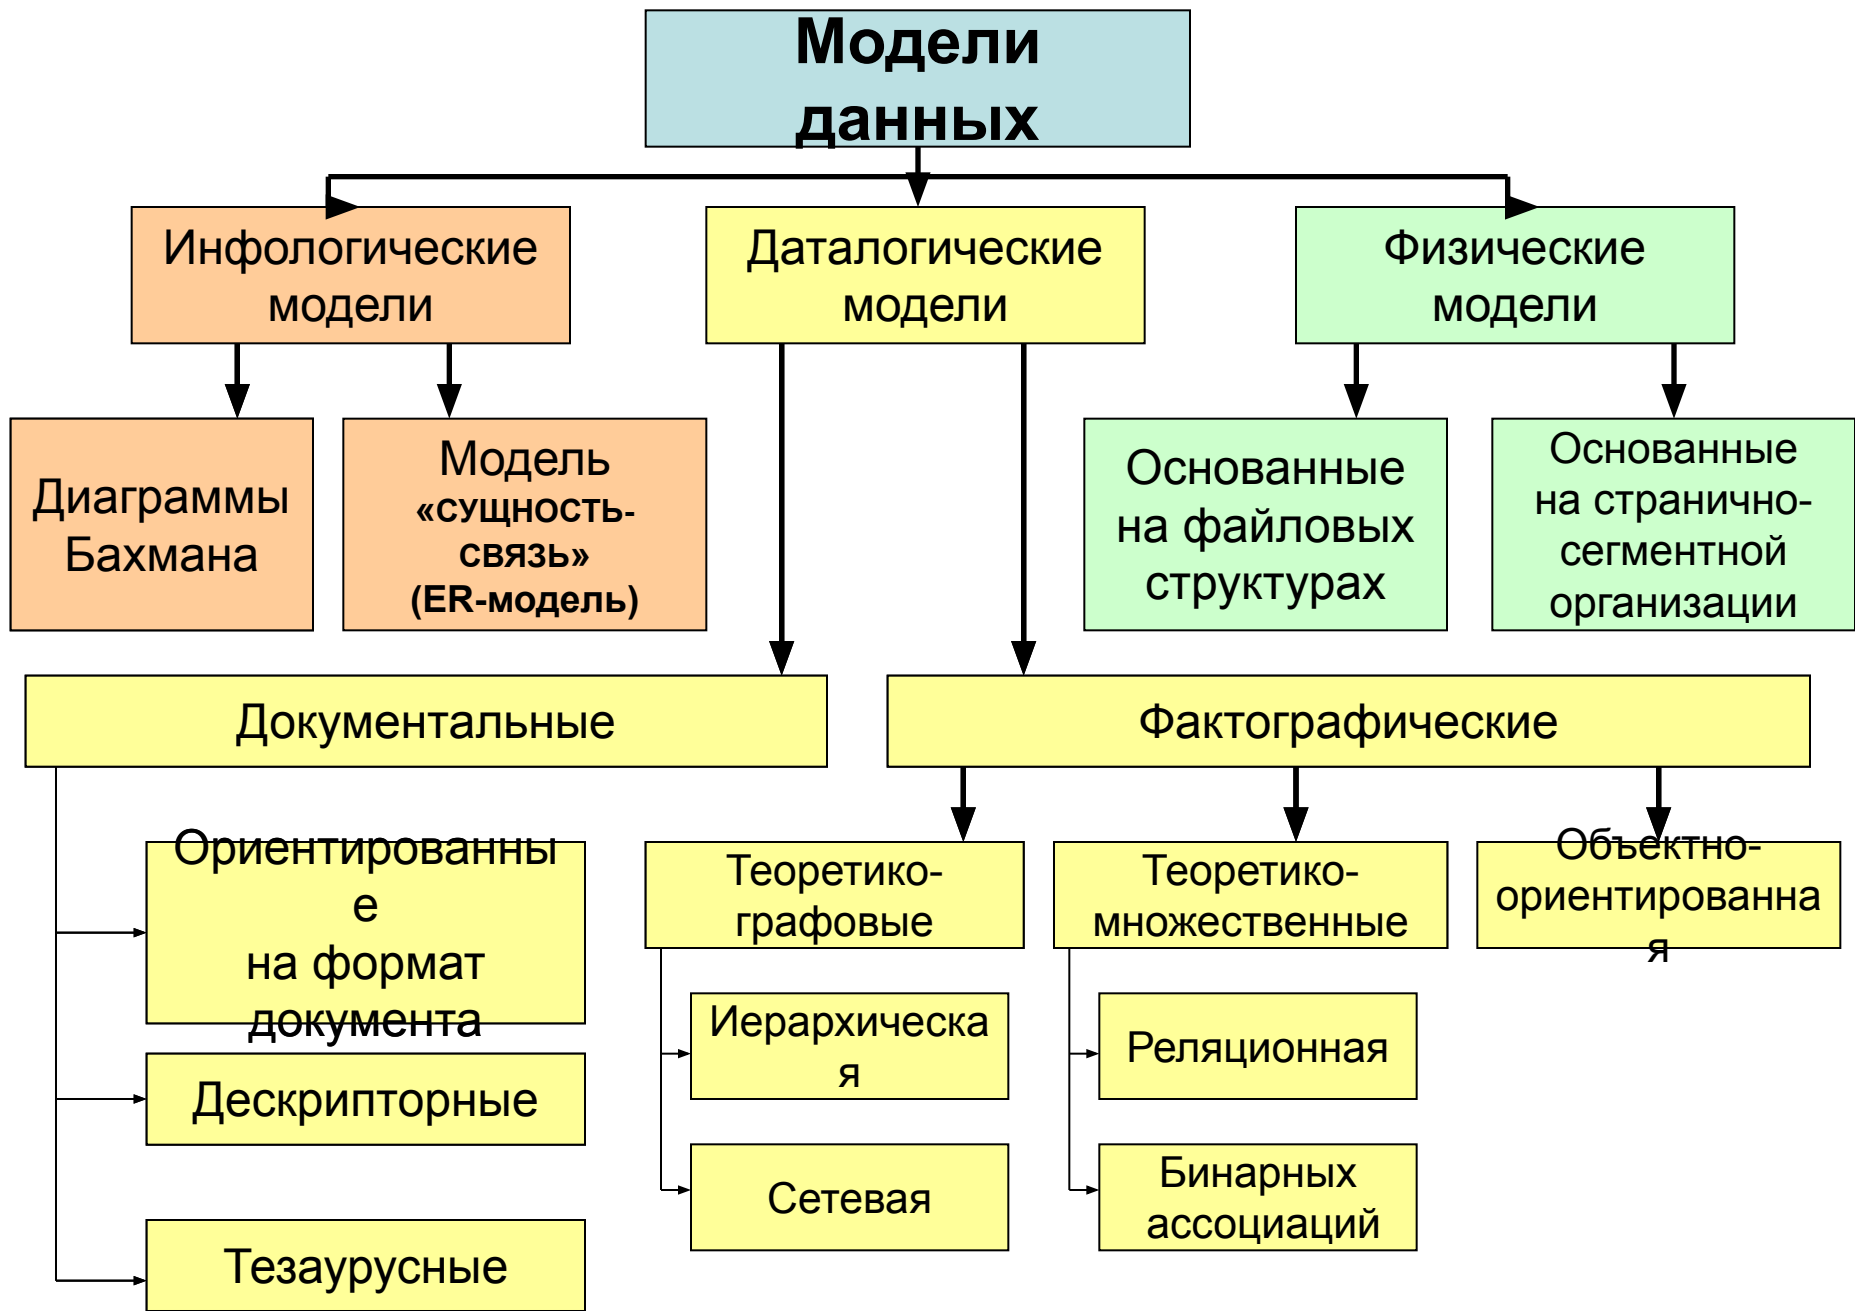 Модели
данных
Инфологические
модели
Даталогические
модели
Физические
модели
Диаграммы
Бахмана
Модель
«СУЩНОСТЬ-
СВЯЗЬ»
(ER-модель)
Основанные
на файловых
структурах
Основанные
на странично-
сегментной
организации
Документальные
Фактографические
Ориентированны
е
на формат
документа
Дескрипторные
Тезаурусные
Теоретико-
графовые
Иерархическа
я
Сетевая
Теоретико-
множественные
Реляционная
Бинарных
ассоциаций
Объектно-
ориентированна
я